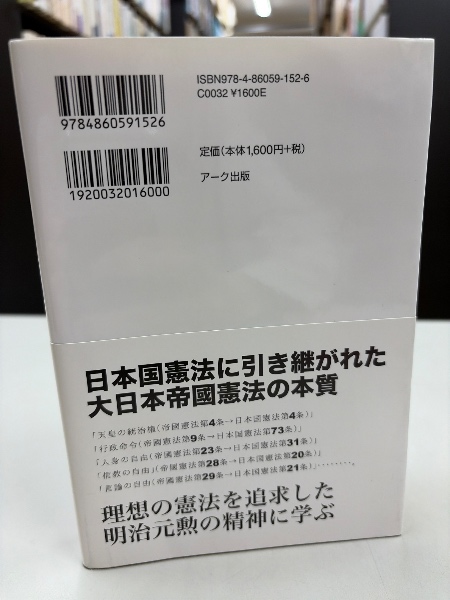 ISBN978-4-86059-152-6
C0032 ¥1600E
9784860591526
定価(本体1,600円+税)
アーク出版
1920032016000
日本国憲法に引き継がれた
大日本帝國憲法の本質
「天皇の統治権(帝國憲法第4条→日本国憲法第4条)」
「行政命令(帝國憲法第9条→日本国憲法第73条)」
「人身の自由(帝國憲法第23条→日本国憲法第31条)」
「信教の自由」(帝國憲法第28条→日本国憲法第20条)」
「言論の自由(帝國憲法第29条→日本国憲法第21条)」………
理想の憲法を追求した
明治元勲の精神に学ぶ